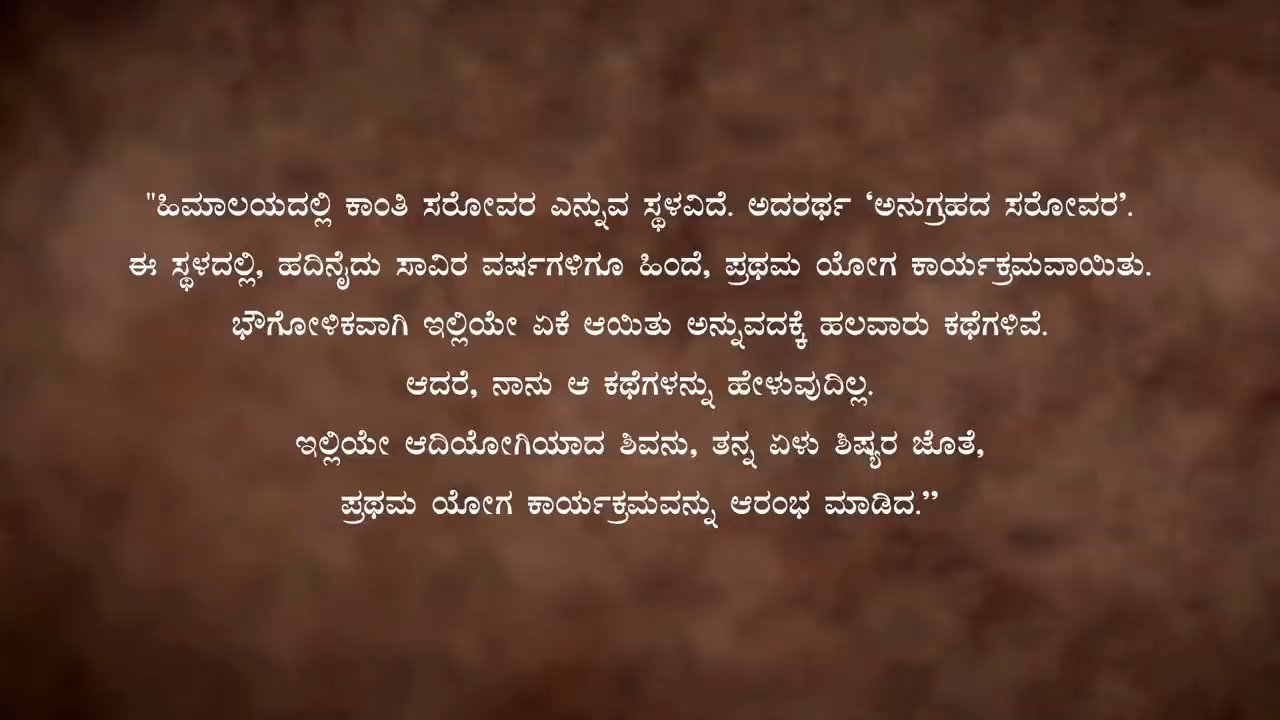 "ಹಿಮಾಲಯದಲ್ಲಿ ಕಾಂತಿ ಸರೋವರ ಎನ್ನುವ ಸ್ಥಳವಿದೆ. ಅದರರ್ಥ ‘ಅನುಗ್ರಹದ ಸರೋವರ’.
ಈ ಸ್ಥಳದಲ್ಲಿ, ಹದಿನೈದು ಸಾವಿರ ವರ್ಷಗಳಿಗೂ ಹಿಂದೆ, ಪ್ರಥಮ ಯೋಗ ಕಾರ್ಯಕ್ರಮವಾಯಿತು.
ಭೌಗೋಳಿಕವಾಗಿ ಇಲ್ಲಿಯೇ ಏಕೆ ಆಯಿತು ಅನ್ನುವದಕ್ಕೆ ಹಲವಾರು ಕಥೆಗಳಿವೆ.
ಆದರೆ, ನಾನು ಆ ಕಥೆಗಳನ್ನು ಹೇಳುವುದಿಲ್ಲ.
ಇಲ್ಲಿಯೇ ಆದಿಯೋಗಿಯಾದ ಶಿವನು, ತನ್ನ ಏಳು ಶಿಷ್ಯರ ಜೊತೆ,
ಪ್ರಥಮ ಯೋಗ ಕಾರ್ಯಕ್ರಮವನ್ನು ಆರಂಭ ಮಾಡಿದ.”